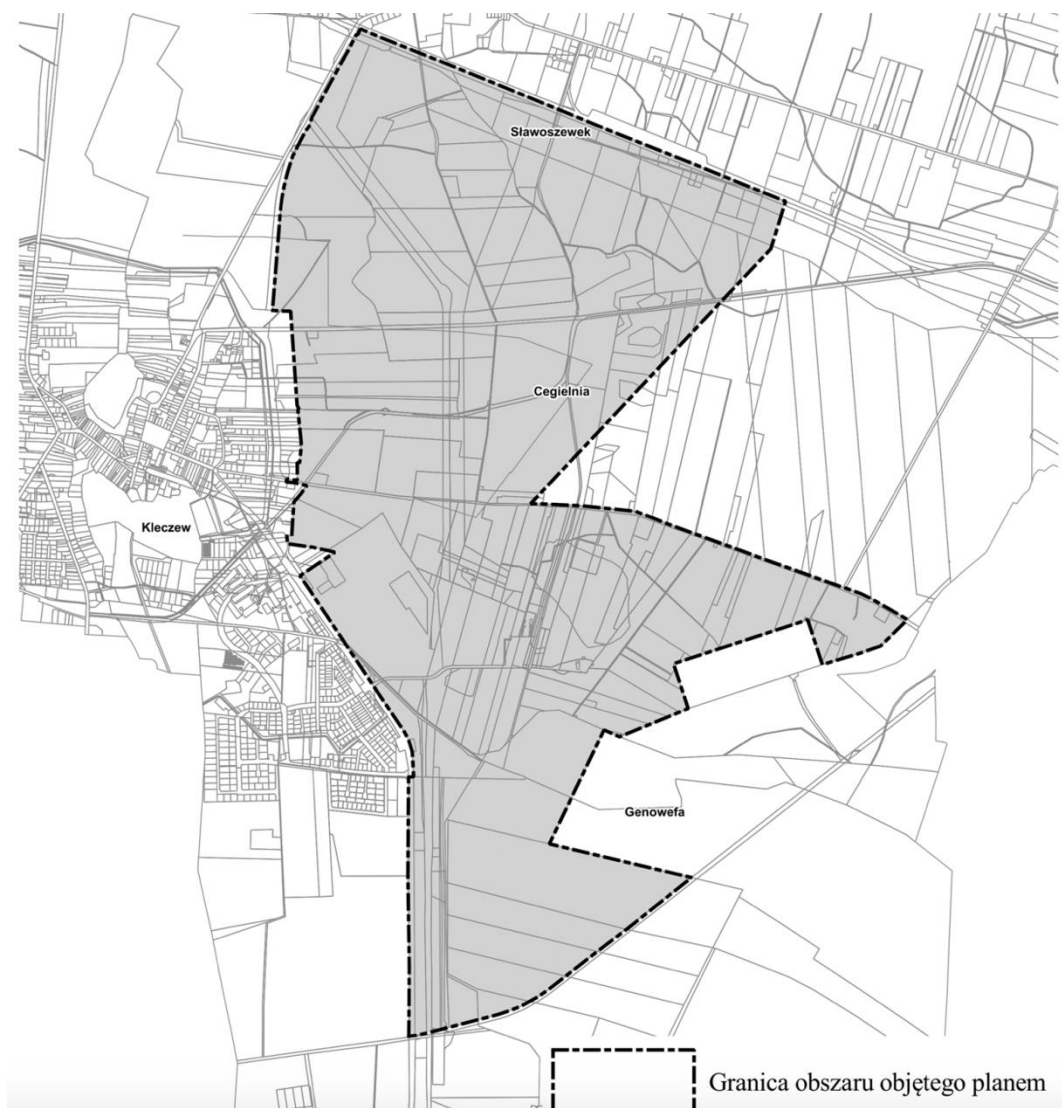 Sławoszewek
Cegielnia
Kleczew
Genowefa
Granica obszaru objętego planem